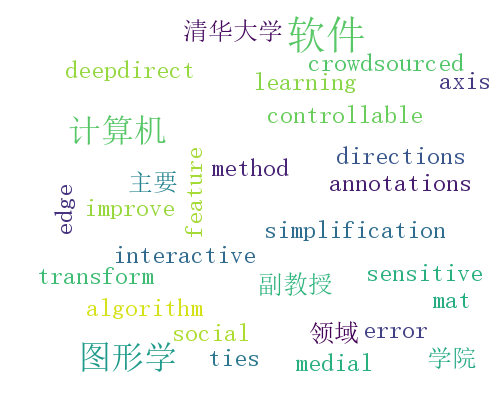 清华大学 软件
deepdirect crowdsourced
learning axis
controllable
计算机
method directions
主要 feature annotations
edge improve
simplification
interactive
transform 副教授 sensitive
algorithm mat
social 领域 error
图形学 ties medial 学院